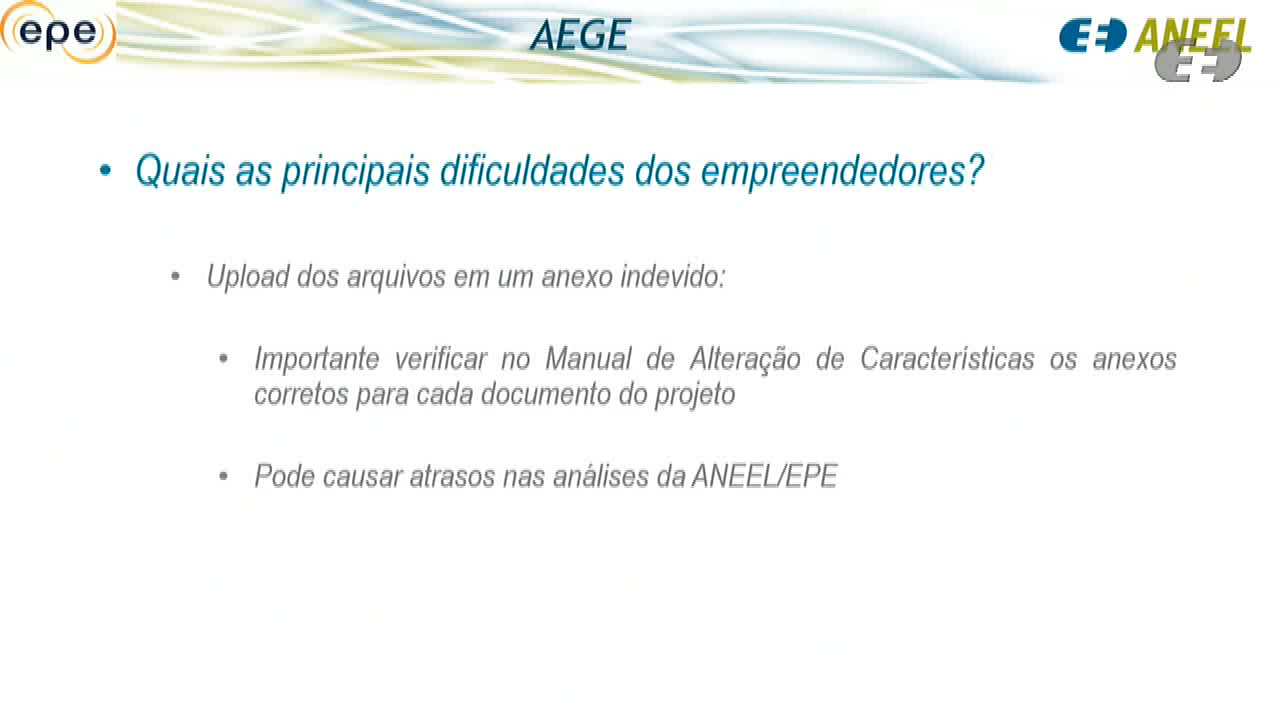 epe
AEGE
ANEEL
• Quais as principais dificuldades dos empreendedores?
• Upload dos arquivos em um anexo indevido:
• Importante verificar no Manual de Alteração de Características os anexos
corretos para cada documento do projeto
• Pode causar atrasos nas análises da ANEEL/EPE